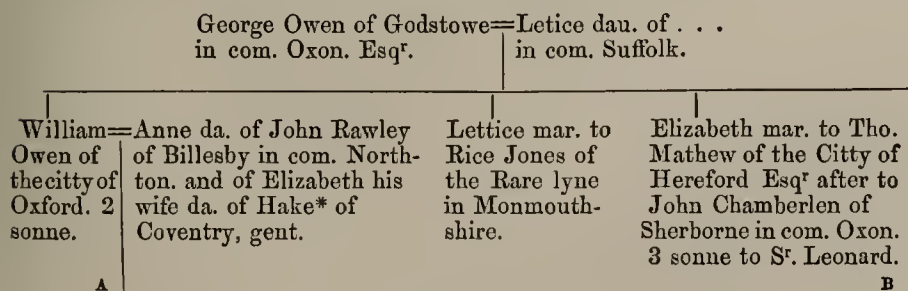 George Owen of Godstowe=Letice dau. of . . .
in com. Oxon. Esqʳ. in com. Suffolk.
William=Anne da. of John Rawley
Owen of of Billesby in com. North-
thecitty of ton. and of Elizabeth his
Oxford. 2 wife da. of Hake* of
sonne. Coventry, gent.
Lettice mar. to
Rice Jones of
the Rare lyne
in Monmouth-
shire.
Elizabeth mar. to Tho.
Mathew of the Citty of
Hereford Esqʳ after to
John Chamberlen of
Sherborne in com. Oxon.
3 sonne to Sʳ. Leonard.
A B